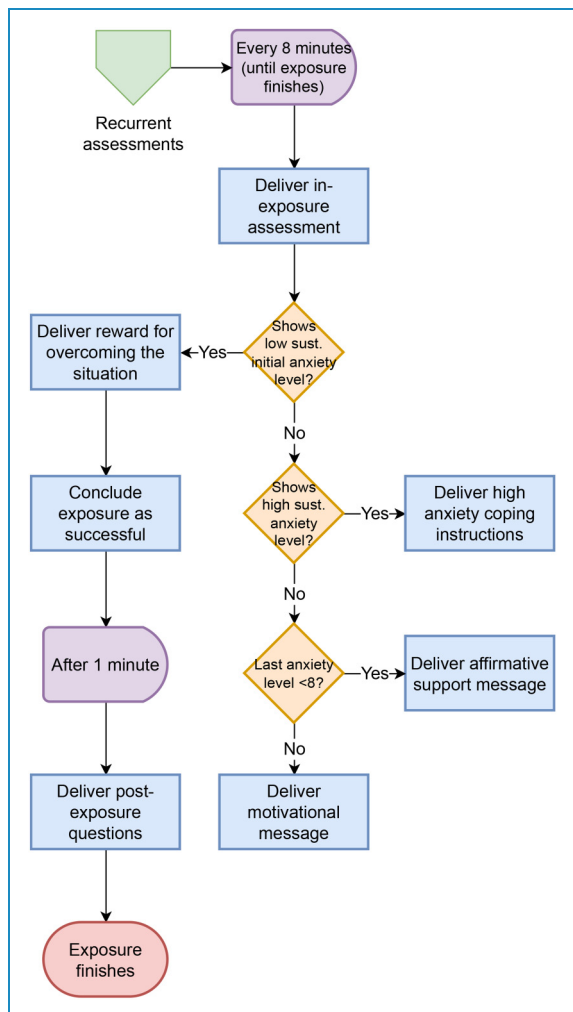 Every 8 minutes
(until exposure
finishes)
Recurrent
assessments
Deliver in-
exposure
assessment
Shows
low sust.
initial anxiety
level?
Yes
Deliver reward for
overcoming the
situation
No
Conclude
exposure as
successful
Shows
high sust.
anxiety
level?
Yes
Deliver high
anxiety coping
instructions
No
After 1 minute
Last anxiety
level <8?
Yes
Deliver affirmative
support message
No
Deliver post-
exposure
questions
Deliver
motivational
message
Exposure
finishes